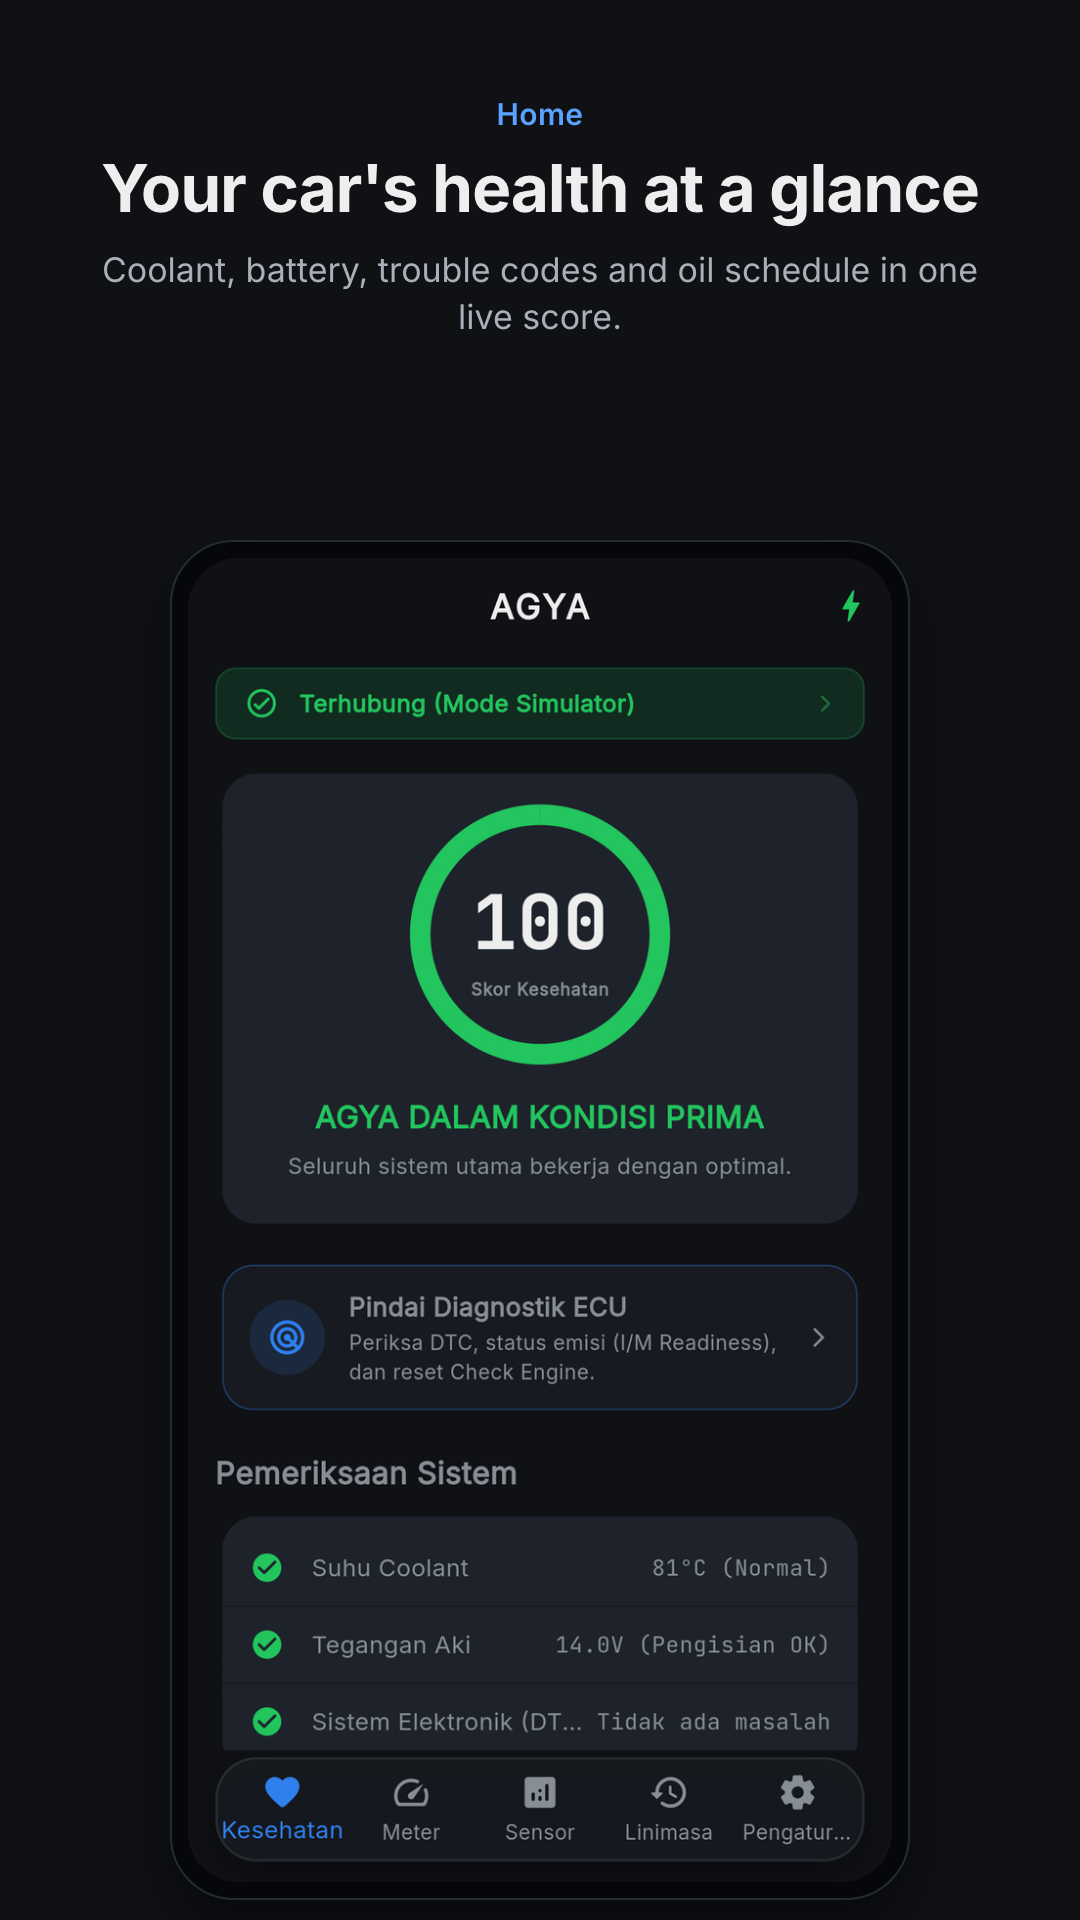 Home
Your car's health at a glance
Coolant, battery, trouble codes and oil schedule in one
live score.
AGYA
Terhubung (Mode Simulator)
100
Skor Kesehatan
AGYA DALAM KONDISI PRIMA
Seluruh sistem utama bekerja dengan optimal.
Pindai Diagnostik ECU
Periksa DTC, status emisi (I/M Readiness),
dan reset Check Engine.
Pemeriksaan Sistem
Suhu Coolant 81°C (Normal)
Tegangan Aki 14.0V (Pengisian OK)
Sistem Elektronik (DT... Tidak ada masalah
Kesehatan Meter Sensor Linimasa Pengatur...